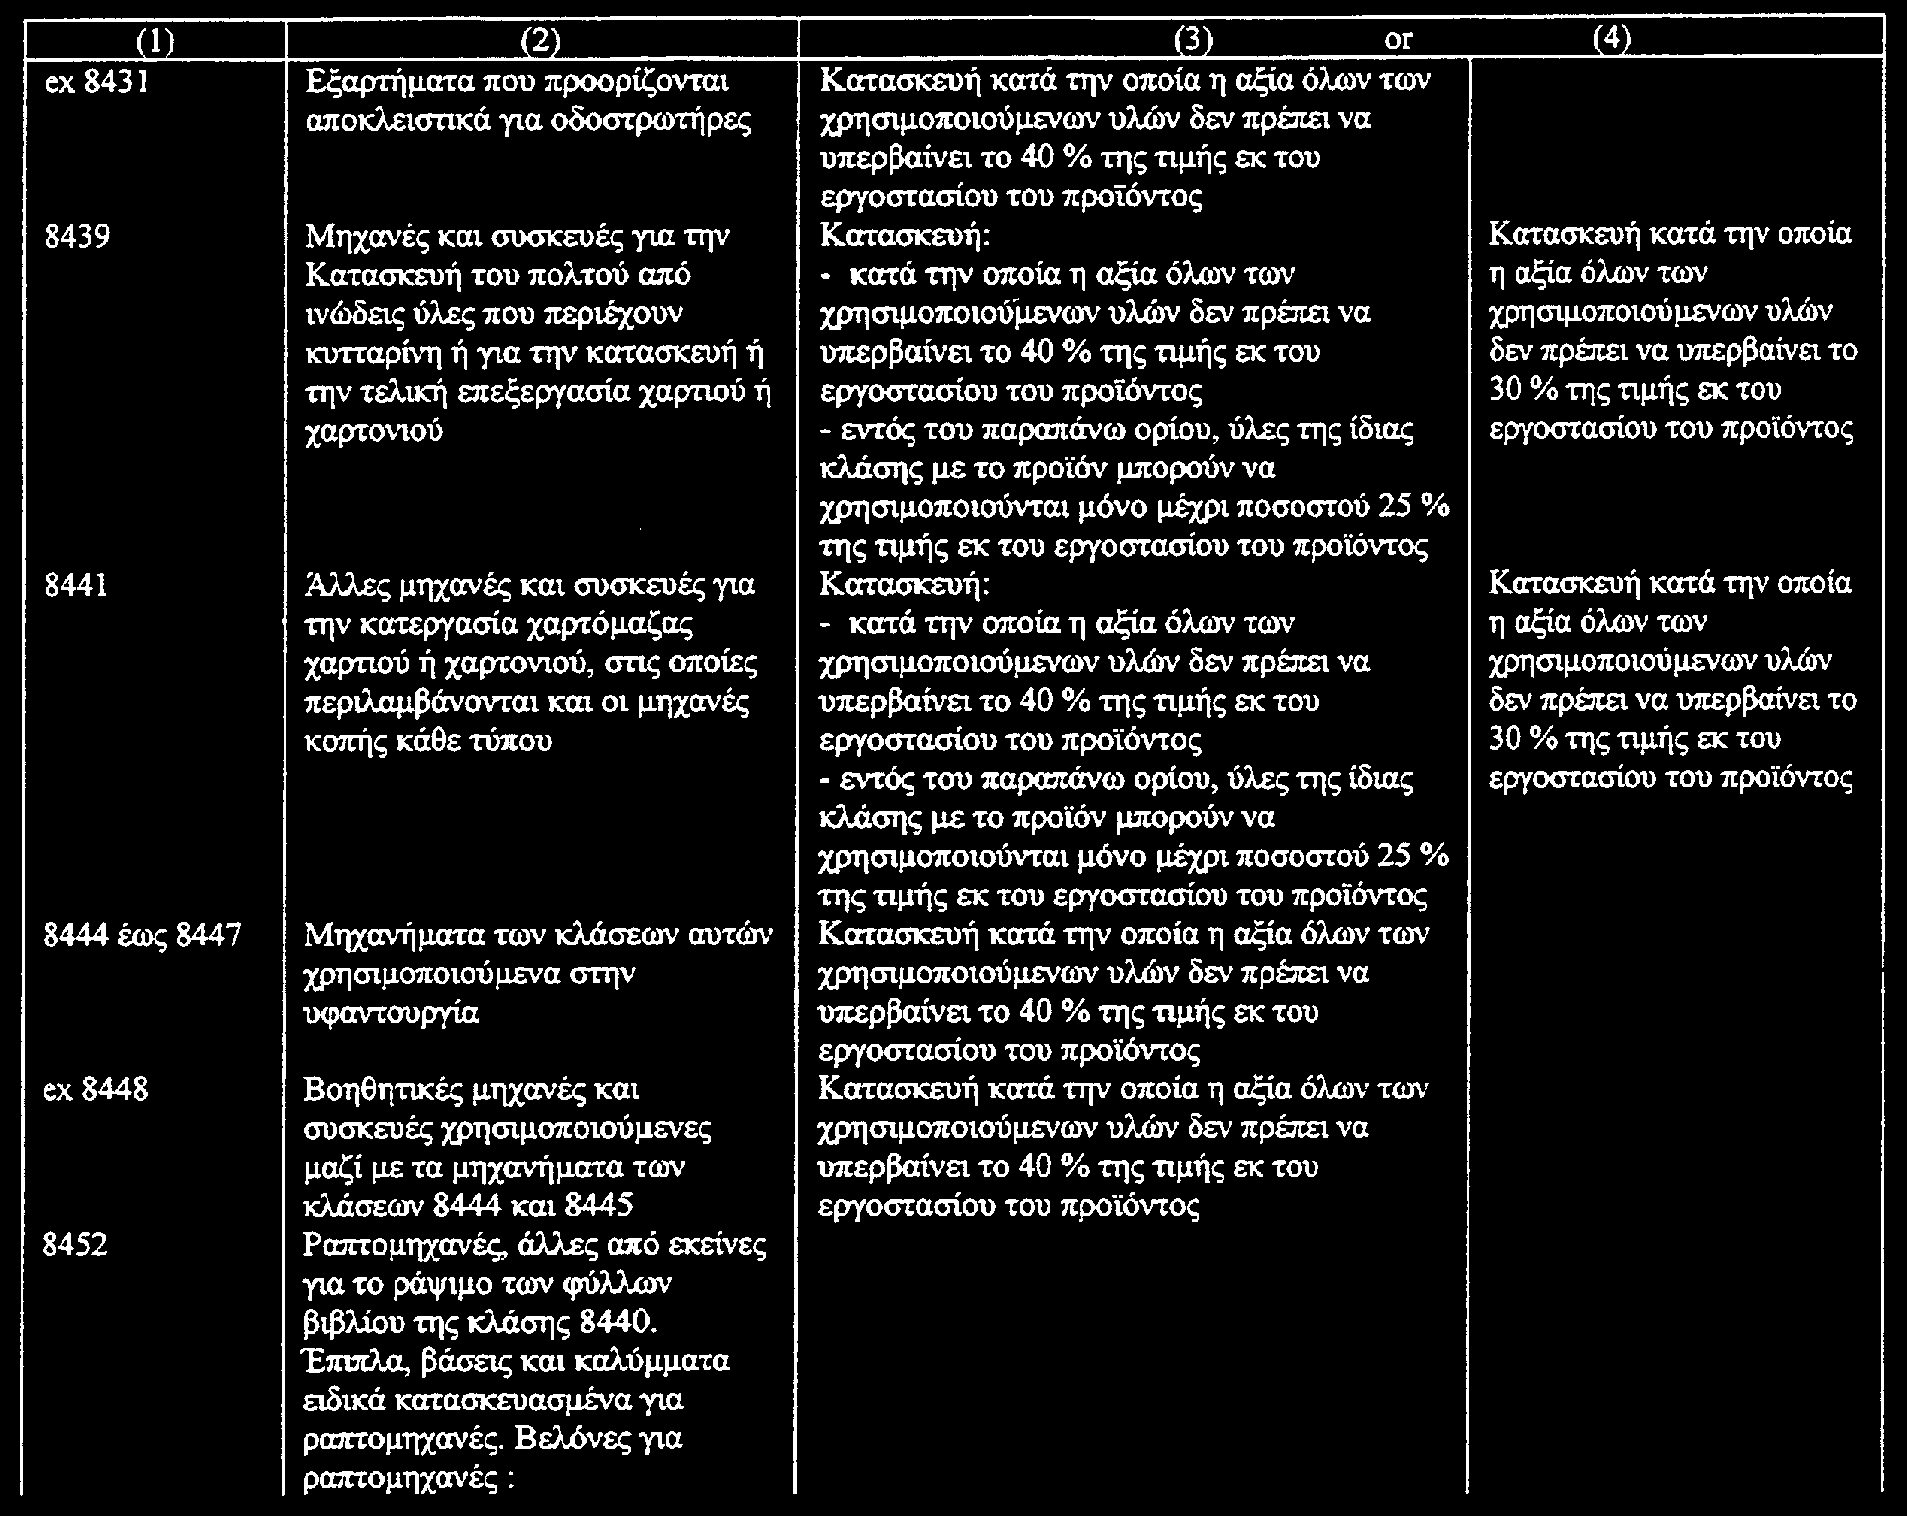 (1) (2) (3) or (4)
ex 8431
Εξαρτήματα που προορίζονται
αποκλειστικά για οδοστρωτήρες
Κατασκευή κατά την οποία η αξία όλων των
χρησιμοποιούμενων υλών δεν πρέπει να
υπερβαίνει το 40 % της τιμής εκ του
εργοστασίου του προϊόντος
8439
Μηχανές και συσκευές για την
Κατασκευή του πολτού από
ινώδεις ύλες που περιέχουν
κυτταρίνη ή για την κατασκευή ή
την τελική επεξεργασία χαρτιού ή
χαρτονιού
Κατασκευή:
- κατά την οποία η αξία όλων των
χρησιμοποιούμενων υλών δεν πρέπει να
υπερβαίνει το 40 % της τιμής εκ του
εργοστασίου του προϊόντος
- εντός του παραπάνω ορίου, ύλες της ίδιας
κλάσης με το προϊόν μπορούν να
χρησιμοποιούνται μόνο μέχρι ποσοστού 25 %
της τιμής εκ του εργοστασίου του προϊόντος
Κατασκευή κατά την οποία
η αξία όλων των
χρησιμοποιούμενων υλών
δεν πρέπει να υπερβαίνει το
30 % της τιμής εκ του
εργοστασίου του προϊόντος
8441
Άλλες μηχανές και συσκευές για
την κατεργασία χαρτόμαζας
χαρτιού ή χαρτονιού, στις οποίες
περιλαμβάνονται και οι μηχανές
κοπής κάθε τύπου
Κατασκευή:
- κατά την οποία η αξία όλων των
χρησιμοποιούμενων υλών δεν πρέπει να
υπερβαίνει το 40 % της τιμής εκ του
εργοστασίου του προϊόντος
- εντός του παραπάνω ορίου, ύλες της ίδιας
κλάσης με το προϊόν μπορούν να
χρησιμοποιούνται μόνο μέχρι ποσοστού 25 %
της τιμής εκ του εργοστασίου του προϊόντος
Κατασκευή κατά την οποία
η αξία όλων των
χρησιμοποιούμενων υλών
δεν πρέπει να υπερβαίνει το
30 % της τιμής εκ του
εργοστασίου του προϊόντος
8444 έως 8447
Μηχανήματα των κλάσεων αυτών
χρησιμοποιούμενα στην
υφαντουργία
Κατασκευή κατά την οποία η αξία όλων των
χρησιμοποιούμενων υλών δεν πρέπει να
υπερβαίνει το 40 % της τιμής εκ του
εργοστασίου του προϊόντος
ex 8448
Βοηθητικές μηχανές και
συσκευές χρησιμοποιούμενες
μαζί με τα μηχανήματα των
κλάσεων 8444 και 8445
Κατασκευή κατά την οποία η αξία όλων των
χρησιμοποιούμενων υλών δεν πρέπει να
υπερβαίνει το 40 % της τιμής εκ του
εργοστασίου του προϊόντος
8452
Ραπτομηχανές, άλλες από εκείνες
για το ράψιμο των φύλλων
βιβλίου της κλάσης 8440.
Έπιπλα, βάσεις και καλύμματα
ειδικά κατασκευασμένα για
ραπτομηχανές. Βελόνες για
ραπτομηχανές :